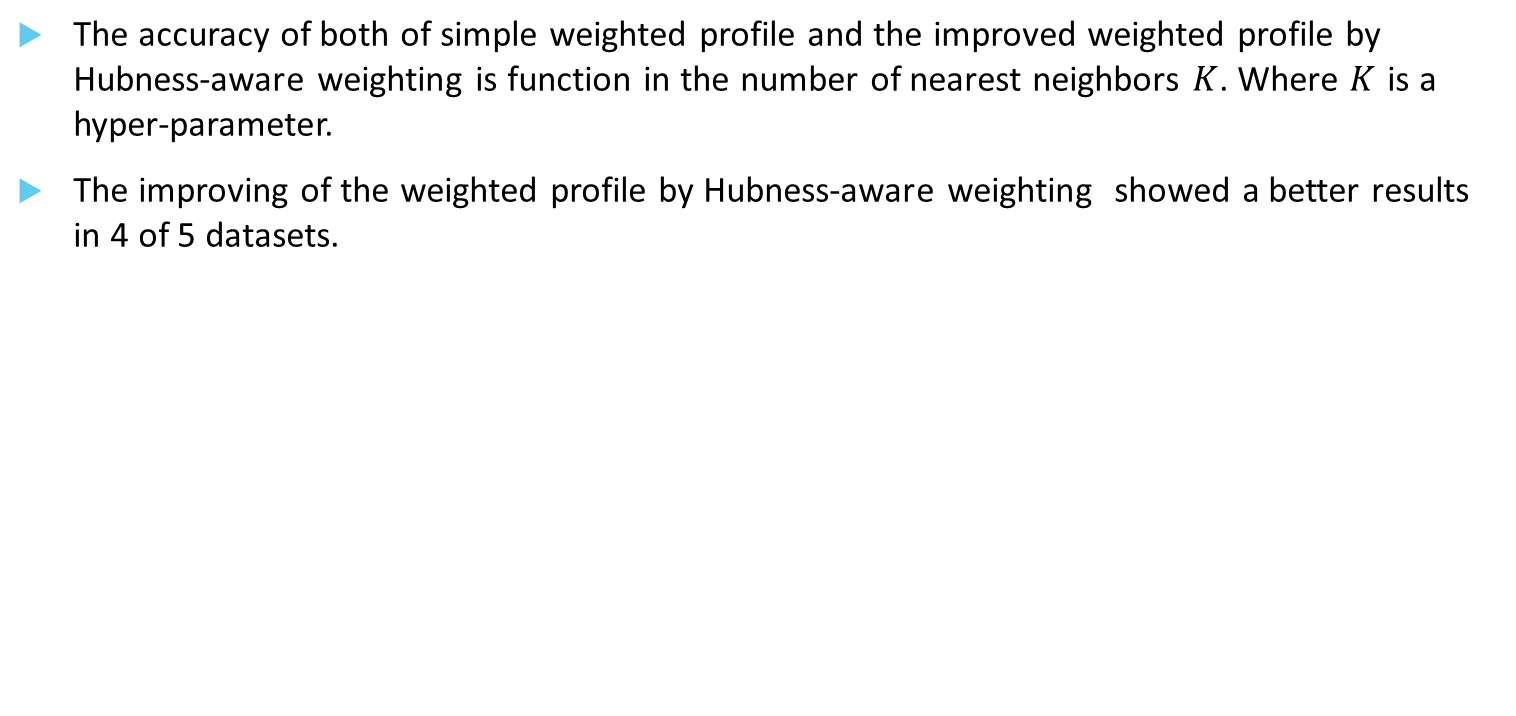 The accuracy of both of simple weighted profile and the improved weighted profile by
Hubness-aware weighting is function in the number of nearest neighbors K. Where K is a
hyper-parameter.
The improving of the weighted profile by Hubness-aware weighting showed a better results
in 4 of 5 datasets.